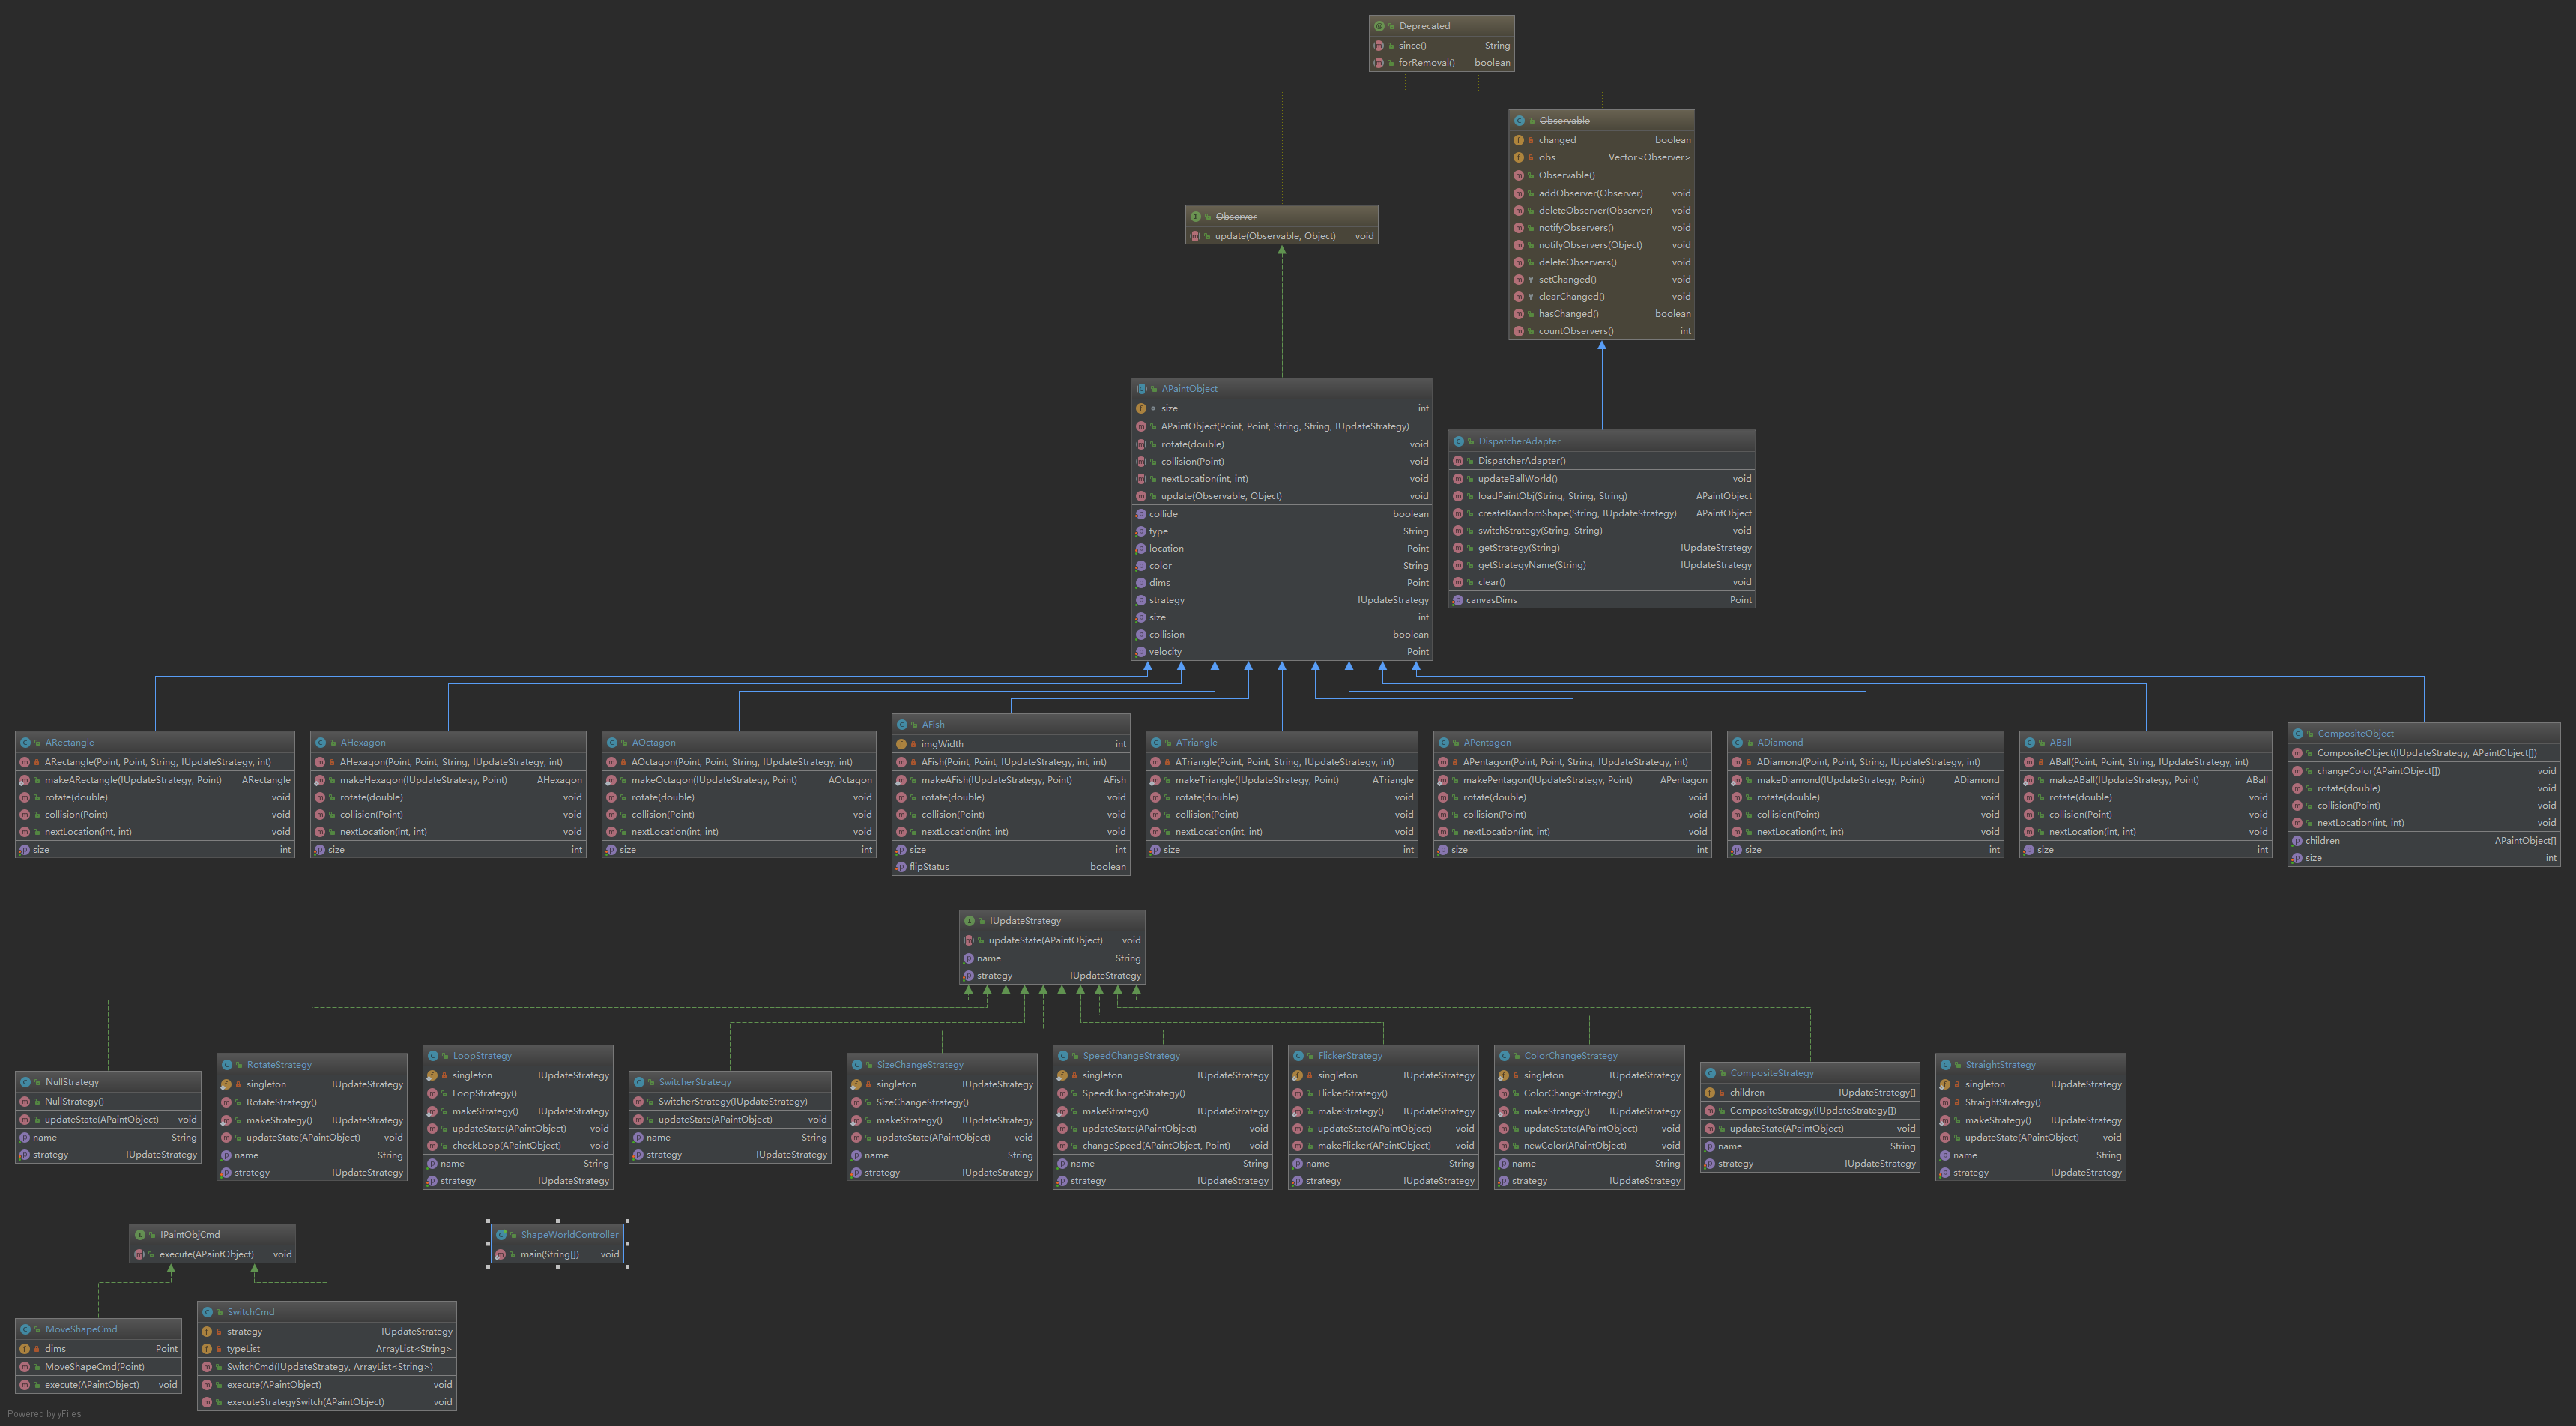 Deprecated
since() String
forRemoval() boolean
Observable
changed boolean
obs Vector<Observer>
Observable()
addObserver(Observer) void
deleteObserver(Observer) void
notifyObservers() void
notifyObservers(Object) void
deleteObservers() void
setChanged() void
clearChanged() void
hasChanged() boolean
countObservers() int
Observer
update(Observable, Object) void
APaintObject
size int
APaintObject(Point, Point, String, String, IUpdateStrategy)
rotate(double) void
collision(Point) void
nextLocation(int, int) void
update(Observable, Object) void
collide boolean
type String
location Point
color String
dims Point
strategy IUpdateStrategy
size int
collision boolean
velocity Point
DispatcherAdapter
DispatcherAdapter()
updateBallWorld() void
loadPaintObj(String, String, String) APaintObject
createRandomShape(String, IUpdateStrategy) APaintObject
switchStrategy(String, String) void
getStrategy(String) IUpdateStrategy
getStrategyName(String) IUpdateStrategy
clear() void
canvasDims Point
ARectangle
ARectangle(Point, Point, String, IUpdateStrategy, int)
makeARectangle(IUpdateStrategy, Point) ARectangle
rotate(double) void
collision(Point) void
nextLocation(int, int) void
size int
AHexagon
AHexagon(Point, Point, String, IUpdateStrategy, int)
makeHexagon(IUpdateStrategy, Point) AHexagon
rotate(double) void
collision(Point) void
nextLocation(int, int) void
size int
AOctagon
AOctagon(Point, Point, String, IUpdateStrategy, int)
makeOctagon(IUpdateStrategy, Point) AOctagon
rotate(double) void
collision(Point) void
nextLocation(int, int) void
size int
AFish
imgWidth int
AFish(Point, Point, IUpdateStrategy, int, int)
makeAFish(IUpdateStrategy, Point) AFish
rotate(double) void
collision(Point) void
nextLocation(int, int) void
size int
flipStatus boolean
ATriangle
ATriangle(Point, Point, String, IUpdateStrategy, int)
makeTriangle(IUpdateStrategy, Point) ATriangle
rotate(double) void
collision(Point) void
nextLocation(int, int) void
size int
APentagon
APentagon(Point, Point, String, IUpdateStrategy, int)
makePentagon(IUpdateStrategy, Point) APentagon
rotate(double) void
collision(Point) void
nextLocation(int, int) void
size int
ADiamond
ADiamond(Point, Point, String, IUpdateStrategy, int)
makeDiamond(IUpdateStrategy, Point) ADiamond
rotate(double) void
collision(Point) void
nextLocation(int, int) void
size int
ABall
ABall(Point, Point, String, IUpdateStrategy, int)
makeABall(IUpdateStrategy, Point) ABall
rotate(double) void
collision(Point) void
nextLocation(int, int) void
size int
CompositeObject
CompositeObject(IUpdateStrategy, APaintObject[])
changeColor(APaintObject[]) void
rotate(double) void
collision(Point) void
nextLocation(int, int) void
children APaintObject[]
size int
IUpdateStrategy
updateState(APaintObject) void
name String
strategy IUpdateStrategy
NullStrategy
NullStrategy()
updateState(APaintObject) void
name String
strategy IUpdateStrategy
RotateStrategy
singleton IUpdateStrategy
RotateStrategy()
makeStrategy() IUpdateStrategy
updateState(APaintObject) void
name String
strategy IUpdateStrategy
LoopStrategy
singleton IUpdateStrategy
LoopStrategy()
makeStrategy() IUpdateStrategy
updateState(APaintObject) void
checkLoop(APaintObject) void
name String
strategy IUpdateStrategy
SwitcherStrategy
SwitcherStrategy(IUpdateStrategy)
updateState(APaintObject) void
name String
strategy IUpdateStrategy
SizeChangeStrategy
singleton IUpdateStrategy
SizeChangeStrategy()
makeStrategy() IUpdateStrategy
updateState(APaintObject) void
name String
strategy IUpdateStrategy
SpeedChangeStrategy
singleton IUpdateStrategy
SpeedChangeStrategy()
makeStrategy() IUpdateStrategy
updateState(APaintObject) void
changeSpeed(APaintObject, Point) void
name String
strategy IUpdateStrategy
FlickerStrategy
singleton IUpdateStrategy
FlickerStrategy()
makeStrategy() IUpdateStrategy
updateState(APaintObject) void
makeFlicker(APaintObject) void
name String
strategy IUpdateStrategy
ColorChangeStrategy
singleton IUpdateStrategy
ColorChangeStrategy()
makeStrategy() IUpdateStrategy
updateState(APaintObject) void
newColor(APaintObject) void
name String
strategy IUpdateStrategy
CompositeStrategy
children IUpdateStrategy[]
CompositeStrategy(IUpdateStrategy[])
updateState(APaintObject) void
name String
strategy IUpdateStrategy
StraightStrategy
singleton IUpdateStrategy
StraightStrategy()
makeStrategy() IUpdateStrategy
updateState(APaintObject) void
name String
strategy IUpdateStrategy
IPaintObjCmd
execute(APaintObject) void
ShapeWorldController
main(String[]) void
MoveShapeCmd
dims Point
MoveShapeCmd(Point)
execute(APaintObject) void
SwitchCmd
strategy IUpdateStrategy
typeList ArrayList<String>
SwitchCmd(IUpdateStrategy, ArrayList<String>)
execute(APaintObject) void
executeStrategySwitch(APaintObject) void
Powered by yFiles